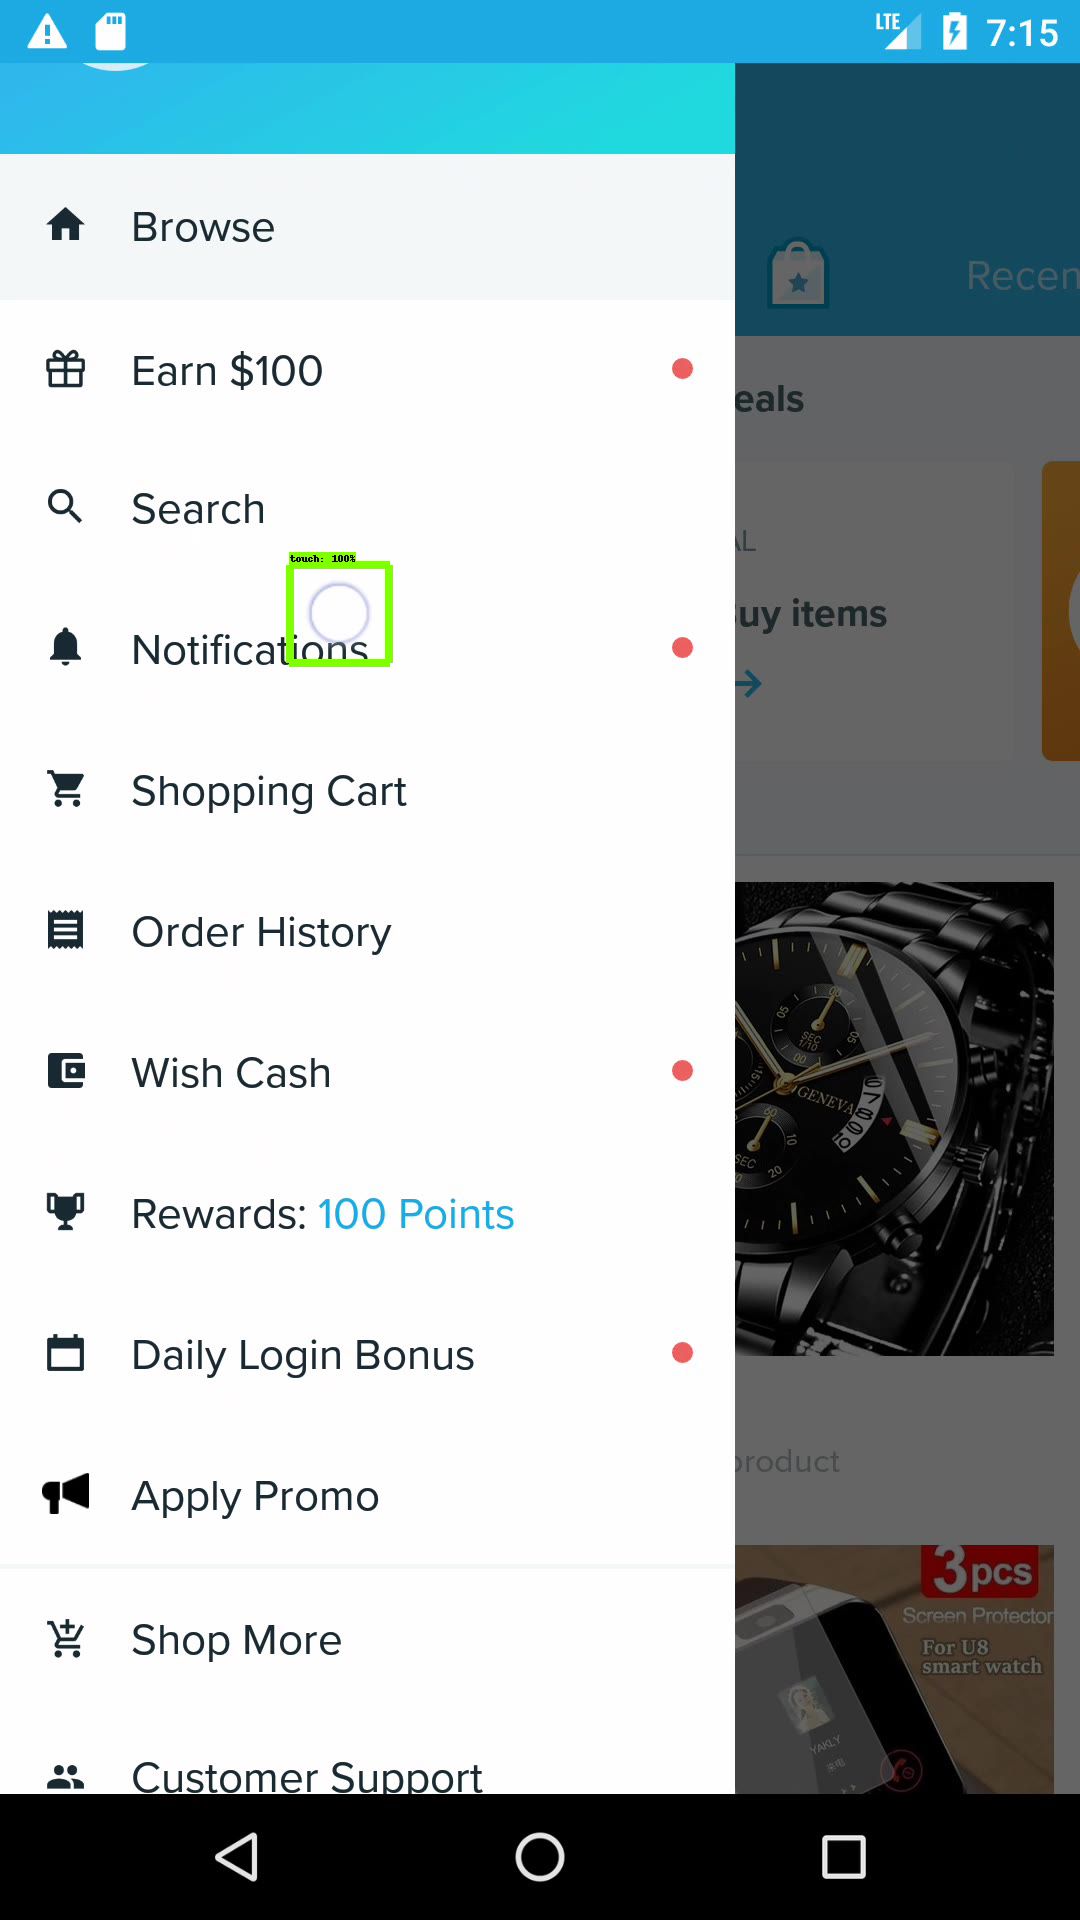 LTE 7:15
Browse
Recen
Earn $100
eals
Search
AL
touch: 100%
Buy items
Notifications
Shopping Cart
Order History
GENEVA
Wish Cash
Rewards: 100 Points
Daily Login Bonus
product
Apply Promo
3pcs
Screen Protector
For U8
smart watch
Shop More
YAKLY
Customer Support